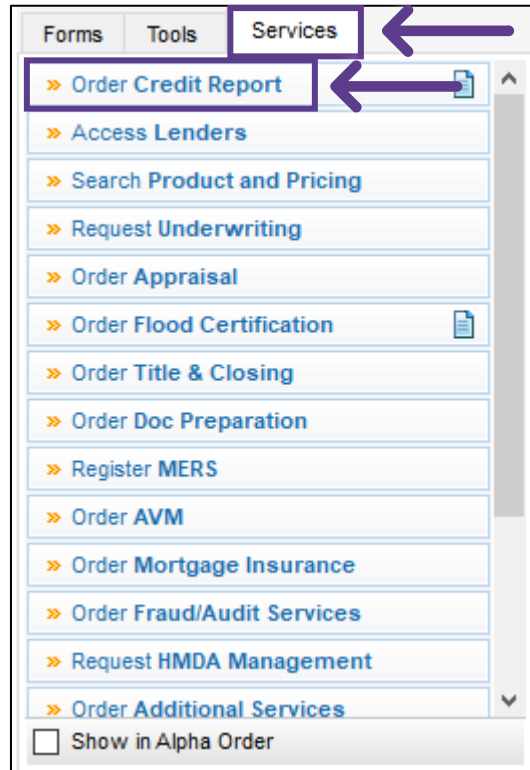 Forms Tools Services
» Order Credit Report
» Access Lenders
» Search Product and Pricing
» Request Underwriting
» Order Appraisal
» Order Flood Certification
» Order Title & Closing
» Order Doc Preparation
» Register MERS
» Order AVM
» Order Mortgage Insurance
» Order Fraud/Audit Services
» Request HMDA Management
» Order Additional Services
Show in Alpha Order